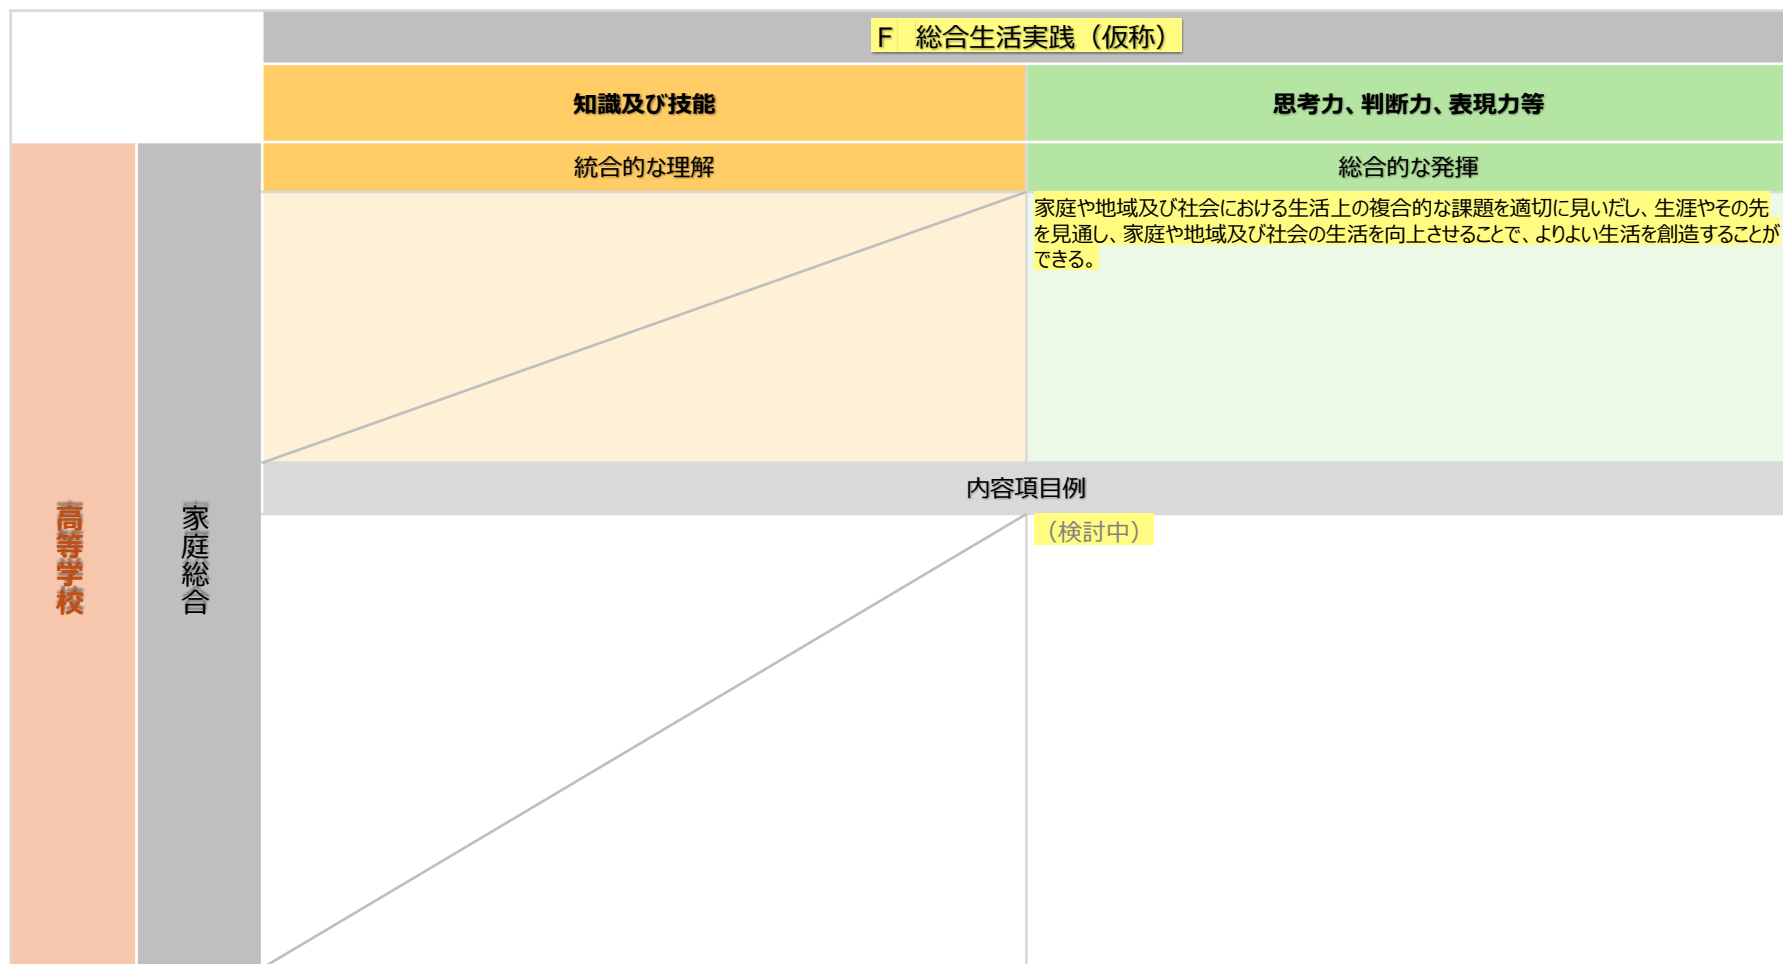 F 総合生活実践（仮称）
知識及び技能
思考力、判断力、表現力等
統合的な理解
総合的な発揮
家庭や地域及び社会における生活上の複合的な課題を適切に見いだし、生涯やその先
を見通し、家庭や地域及び社会の生活を向上させることで、よりよい生活を創造することが
できる。
内容項目例
高等学校
家庭総合
（検討中）